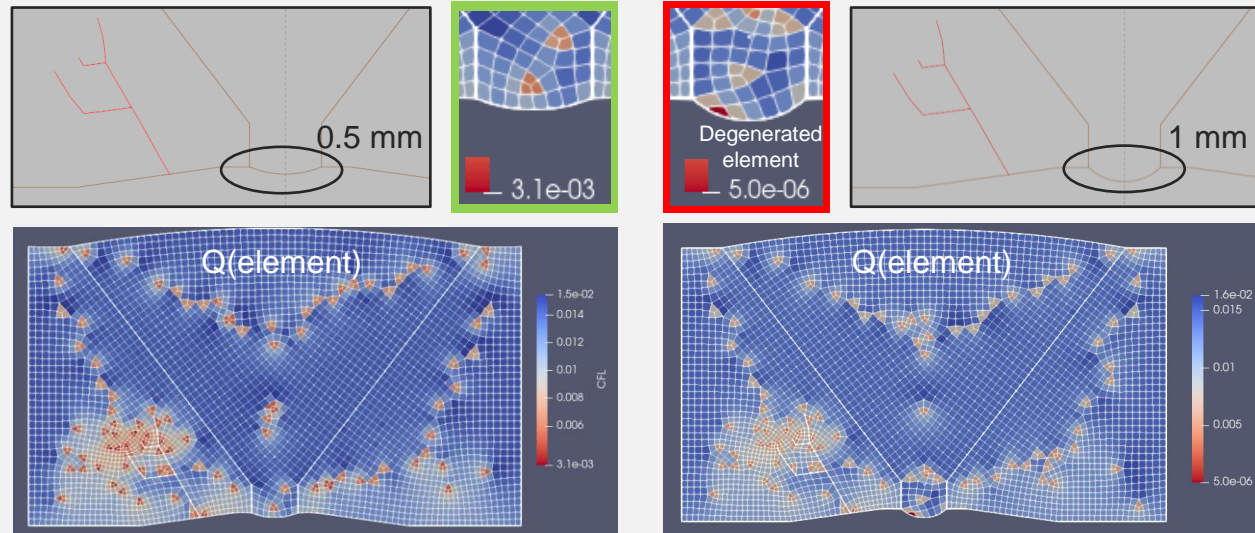 0.5 mm
3.1e-03
Degenerated
element
5.0e-06
1 mm
Q(element)
1.5e-02
0.014
0.012
0.01
0.008
0.006
3.1e-03
CFL
Q(element)
1.6e-02
0.015
0.01
0.005
5.0e-06